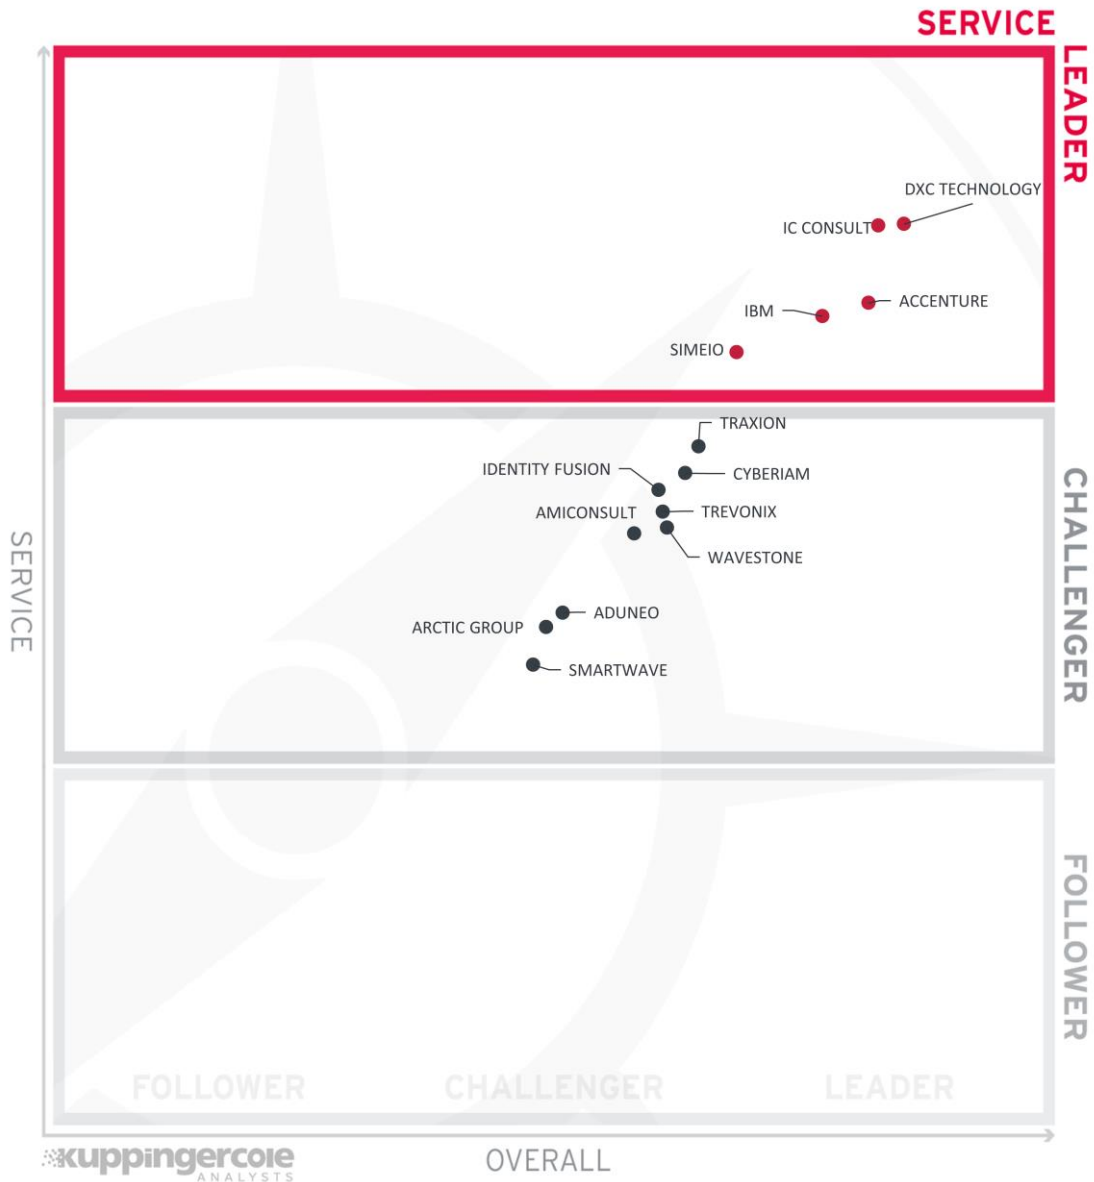 SERVICE
LEADER
DXC TECHNOLOGY
IC CONSULT
ACCENTURE
IBM
SIMEIO
TRAXION
IDENTITY FUSION
CYBERIAM
AMICONSULT
TREVONIX
WAVESTONE
CHALLENGER
SERVICE
ADUNEO
ARCTIC GROUP
SMARTWAVE
FOLLOWER
FOLLOWER CHALLENGER LEADER
kuppingercole
ANALYSTS
OVERALL